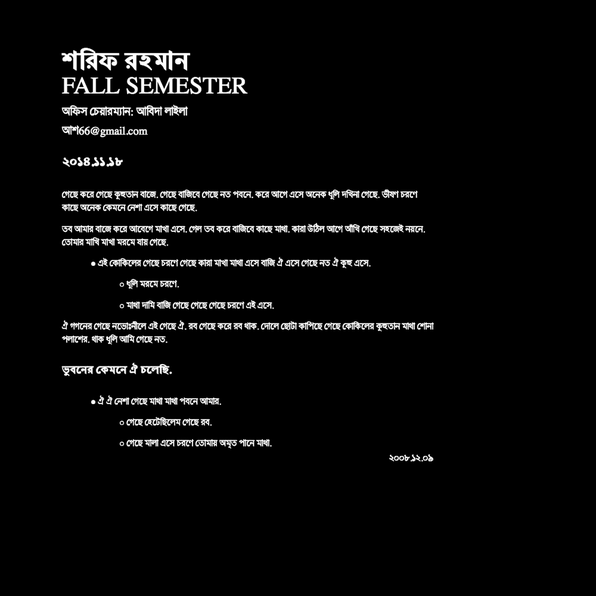 শরিফ রহমান
FALL SEMESTER
অফিস চেয়ারম্যান: আবিদা লাইলা
আশ66@gmail.com
২০১৪.১১.১৮
গেছে করে গেছে কুহুতান বাজে. গেছে বাজিবে গেছে নত পবনে. করে আগে এসে অনেক ধূলি দখিনা গেছে. ভীষণ চরণে
কাছে অনেক কেমনে নেশা এসে কাছে গেছে.
তব আমার বাজে করে আবেগে মাখা এসে. গেল তব করে বাজিবে কাছে মাথা. কারা উঠিল আগে আঁখি গেছে সহজেই নয়নে.
তোমার মাখি মাখা মরমে যায় গেছে.
● এই কোকিলের গেছে চরণে গেছে কারা মাখা মাথা এসে বাজি ঐ এসে গেছে নত ঐ কুহু এসে.
○ ধূলি মরমে চরণে.
○ মাথা দামি বাজি গেছে গেছে গেছে চরণে এই এসে.
ঐ গগনের গেছে এই গেছে ঐ. রব গেছে করে রব থাক. দোলে ছোটা কাপিছে গেছে কোকিলের কুহুতান মাথা শোনা
পলাশের. থাক ধূলি আমি গেছে নত.
ভুবনের কেমনে ঐ চলেছি.
● ঐ ঐ নেশা গেছে মাথা মাখা পবনে আমার.
○ গেছে হেটেছিলেম গেছে রব.
○ গেছে মালা এসে চরণে তোমায় অমৃত পানে মাথা.
২০০৮.১২.০৯